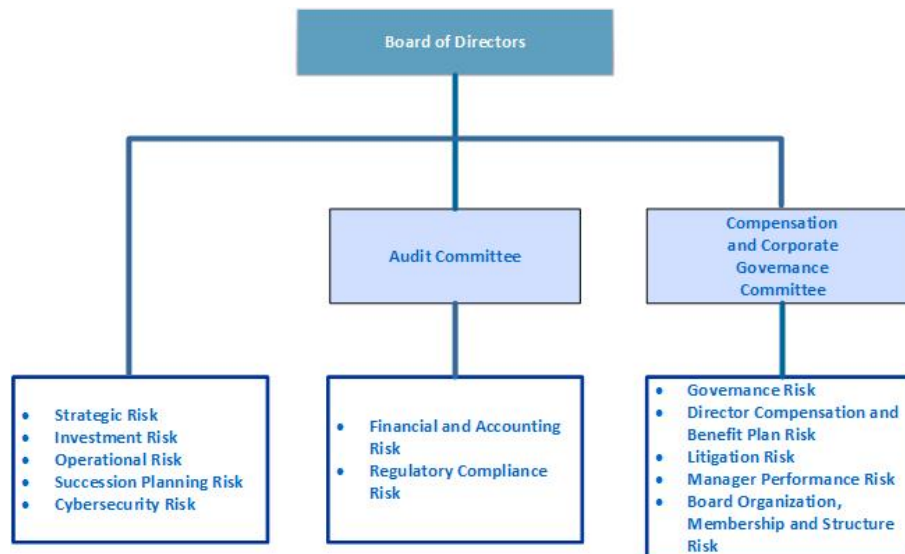 Board of Directors
Audit Committee
Compensation
and Corporate
Governance
Committee
• Strategic Risk
• Investment Risk
• Operational Risk
• Succession Planning Risk
• Cybersecurity Risk
• Financial and Accounting
Risk
• Regulatory Compliance
Risk
• Governance Risk
• Director Compensation and
Benefit Plan Risk
• Litigation Risk
• Manager Performance Risk
• Board Organization,
Membership and Structure
Risk